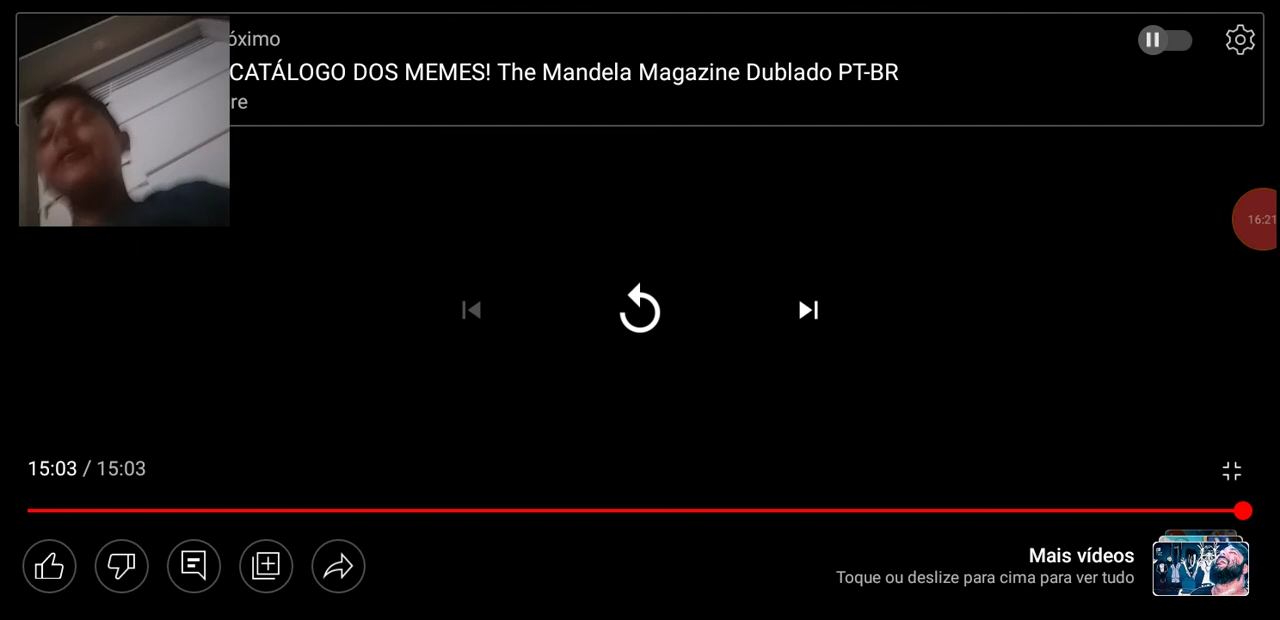 óximo
CATÁLOGO DOS MEMES! The Mandela Magazine Dublado PT-BR
re
16:21
15:03 / 15:03
Mais vídeos
Toque ou deslize para cima para ver tudo